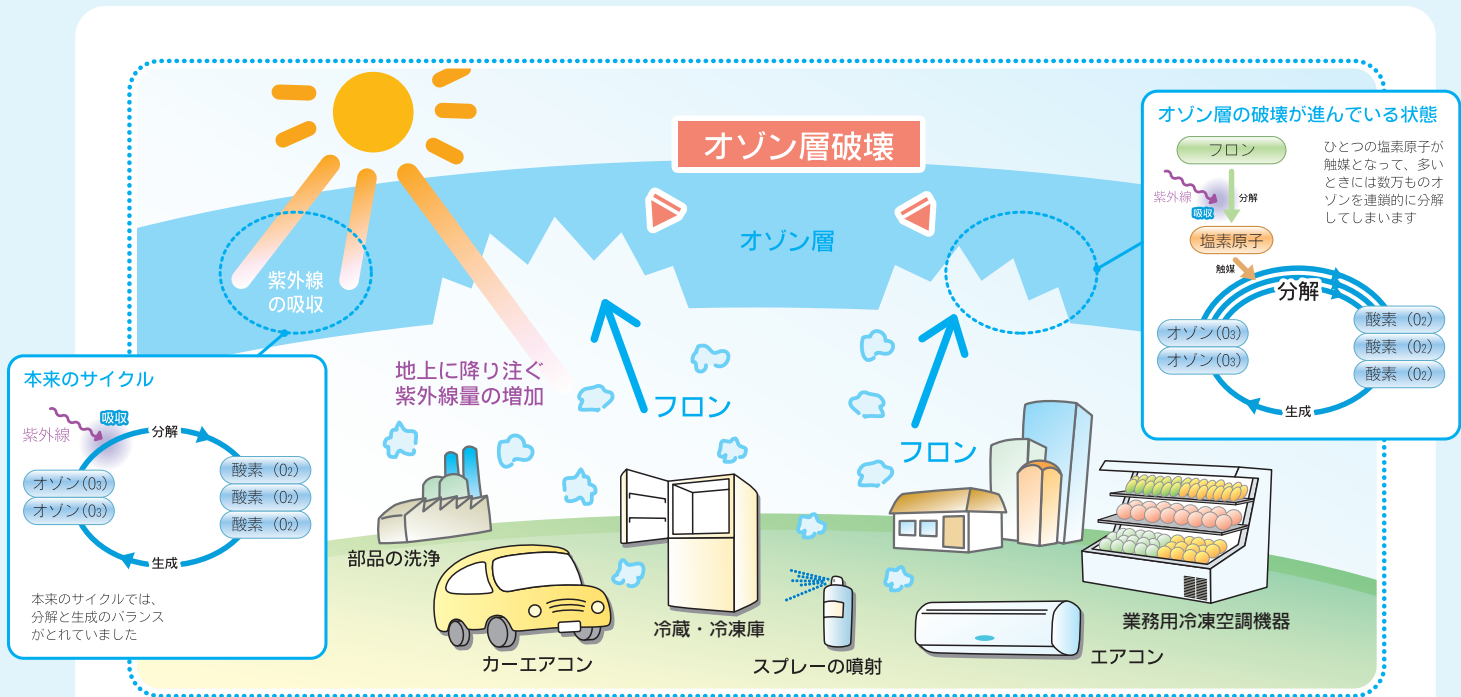 オゾン層破壊
オゾン層
紫外線
の吸収
地上に降り注ぐ
紫外線量の増加
フロン
フロン
部品の洗浄
カーエアコン
冷蔵・冷凍庫
スプレーの噴射
エアコン
業務用冷凍空調機器
本来のサイクル
吸収
紫外線
分解
オゾン(O₃)
オゾン(O₃)
酸素（O₂）
酸素（O₂）
酸素（O₂）
生成
本来のサイクルでは、
分解と生成のバランス
がとれていました
オゾン層の破壊が進んでいる状態
フロン
紫外線
吸収
分解
塩素原子
触媒
ひとつの塩素原子が
触媒となって、多い
ときには数万ものオ
ゾンを連鎖的に分解
してしまいます
分解
オゾン(O₃)
オゾン(O₃)
酸素（O₂）
酸素（O₂）
酸素（O₂）
生成